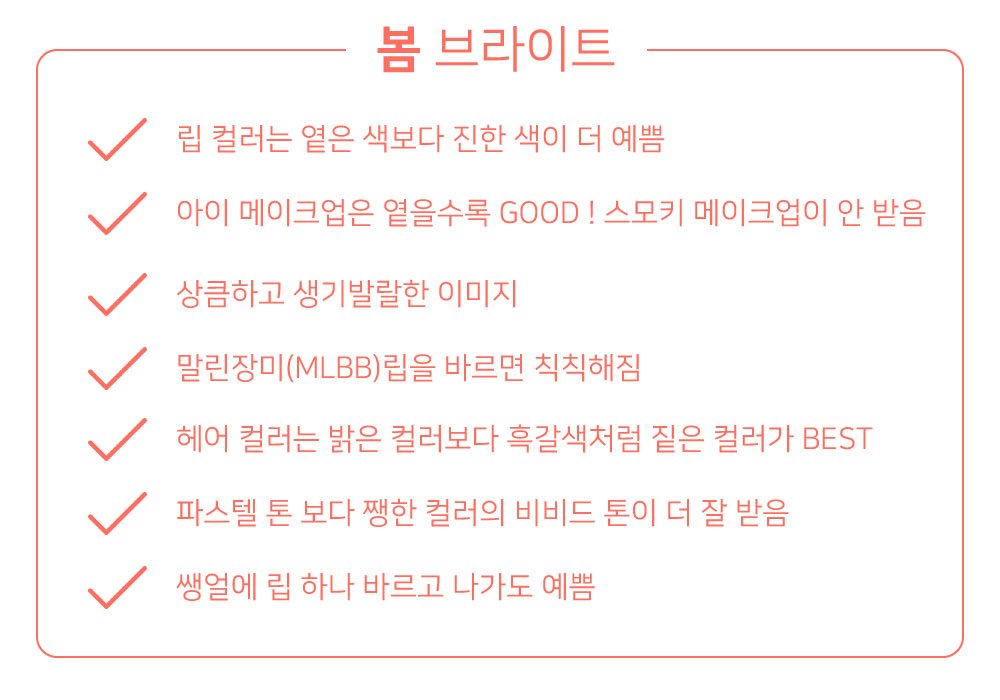 봄 브라이트
립 컬러는 옅은 색보다 진한 색이 더 예쁨
아이 메이크업은 옅을수록 GOOD ! 스모키 메이크업이 안 받음
상큼하고 생기발랄한 이미지
말린장미(MLBB)립을 바르면 칙칙해짐
헤어 컬러는 밝은 컬러보다 흑갈색처럼 짙은 컬러가 BEST
파스텔 톤 보다 쨍한 컬러의 비비드 톤이 더 잘 받음
쌩얼에 립 하나 바르고 나가도 예쁨